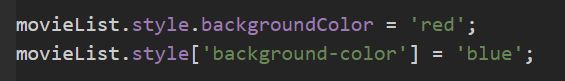 movieList.style.backgroundColor = 'red';
movieList.style['background-color'] = 'blue';